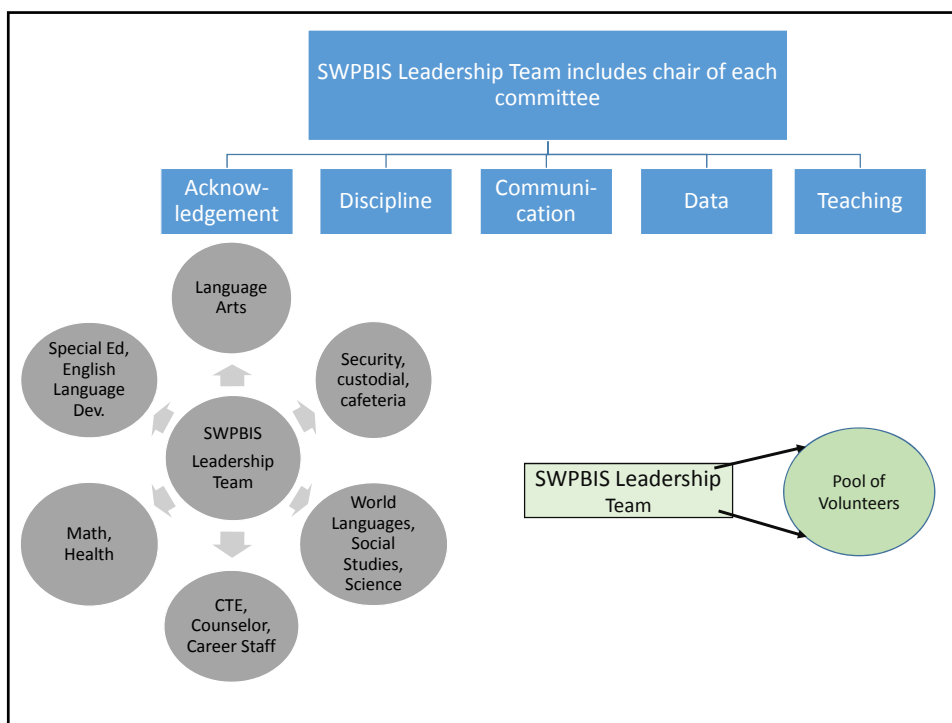 SWPBIS Leadership Team includes chair of each
committee
Acknow-
ledgement
Discipline
Communi-
cation
Data
Teaching
Language
Arts
Special Ed,
English
Language
Dev.
Security,
custodial,
cafeteria
SWPBIS
Leadership
Team
Math,
Health
World
Languages,
Social
Studies,
Science
CTE,
Counselor,
Career Staff
SWPBIS Leadership
Team
Pool of
Volunteers